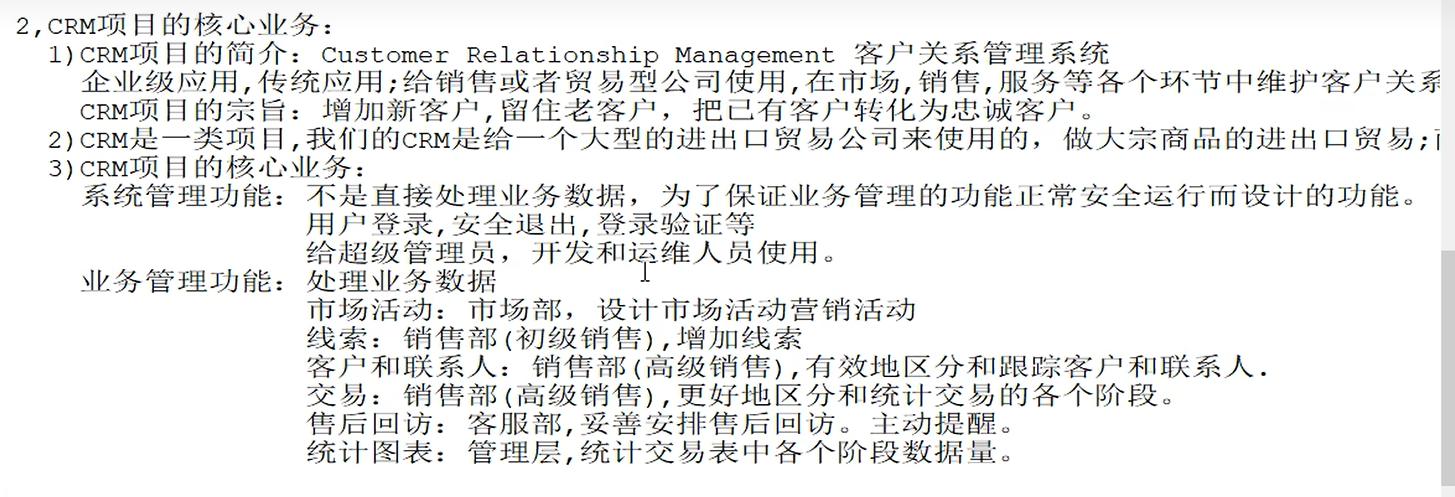 2,CRM项目的核心业务:
1)CRM项目的简介: Customer Relationship Management 客户关系管理系统
企业级应用,传统应用;给销售或者贸易型公司使用,在市场,销售,服务等各个环节中维护客户关系
CRM项目的宗旨: 增加新客户,留住老客户, 把已有客户转化为忠诚客户。
2)CRM是一类项目,我们的CRM是给一个大型的进出口贸易公司来使用的, 做大宗商品的进出口贸易;
3)CRM项目的核心业务:
系统管理功能: 不是直接处理业务数据, 为了保证业务管理的功能正常安全运行而设计的功能。
用户登录,安全退出,登录验证等
给超级管理员, 开发和运维人员使用。
业务管理功能: 处理业务数据
市场活动: 市场部, 设计市场活动营销活动
线索: 销售部(初级销售),增加线索
客户和联系人: 销售部(高级销售),有效地区分和跟踪客户和联系人.
交易: 销售部(高级销售),更好地区分和统计交易的各个阶段。
售后回访: 客服部,妥善安排售后回访。主动提醒。
统计图表: 管理层,统计交易表中各个阶段数据量。